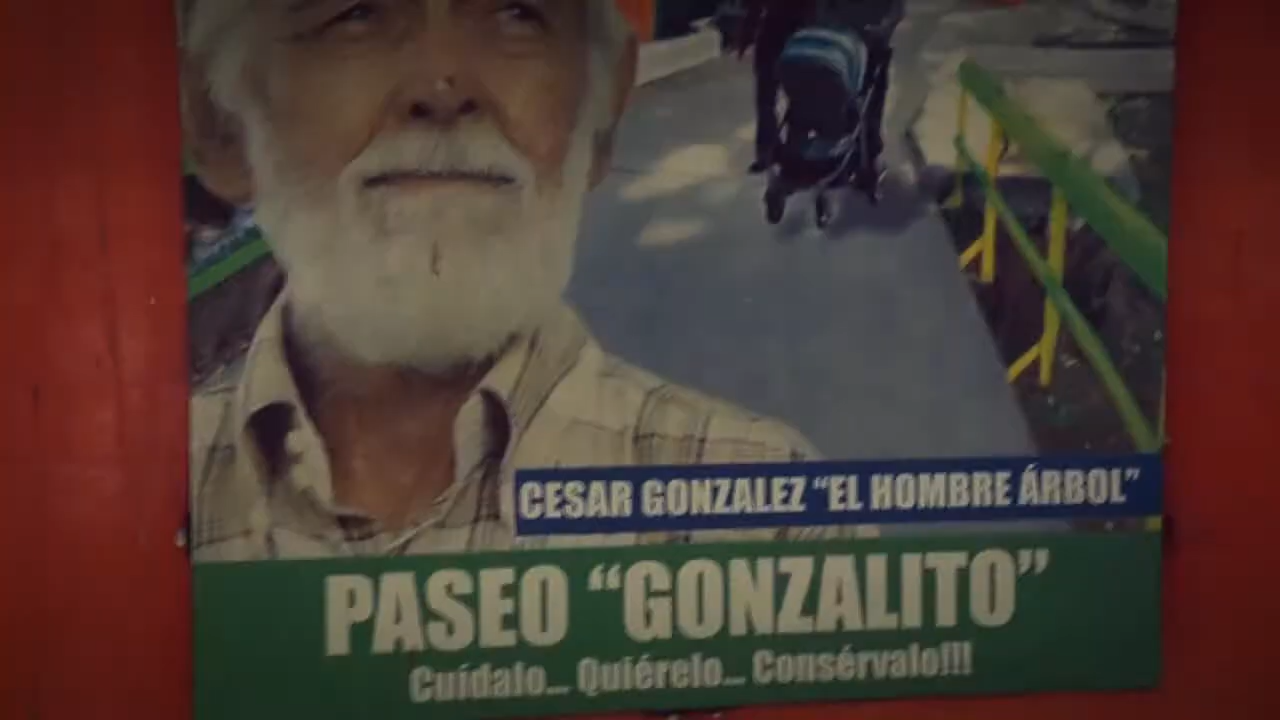 CESAR GONZALEZ “EL HOMBRE ÁRBOL”
PASEO “GONZALITO”
Cuídalo... Quiérelo... Consérvalo!!!